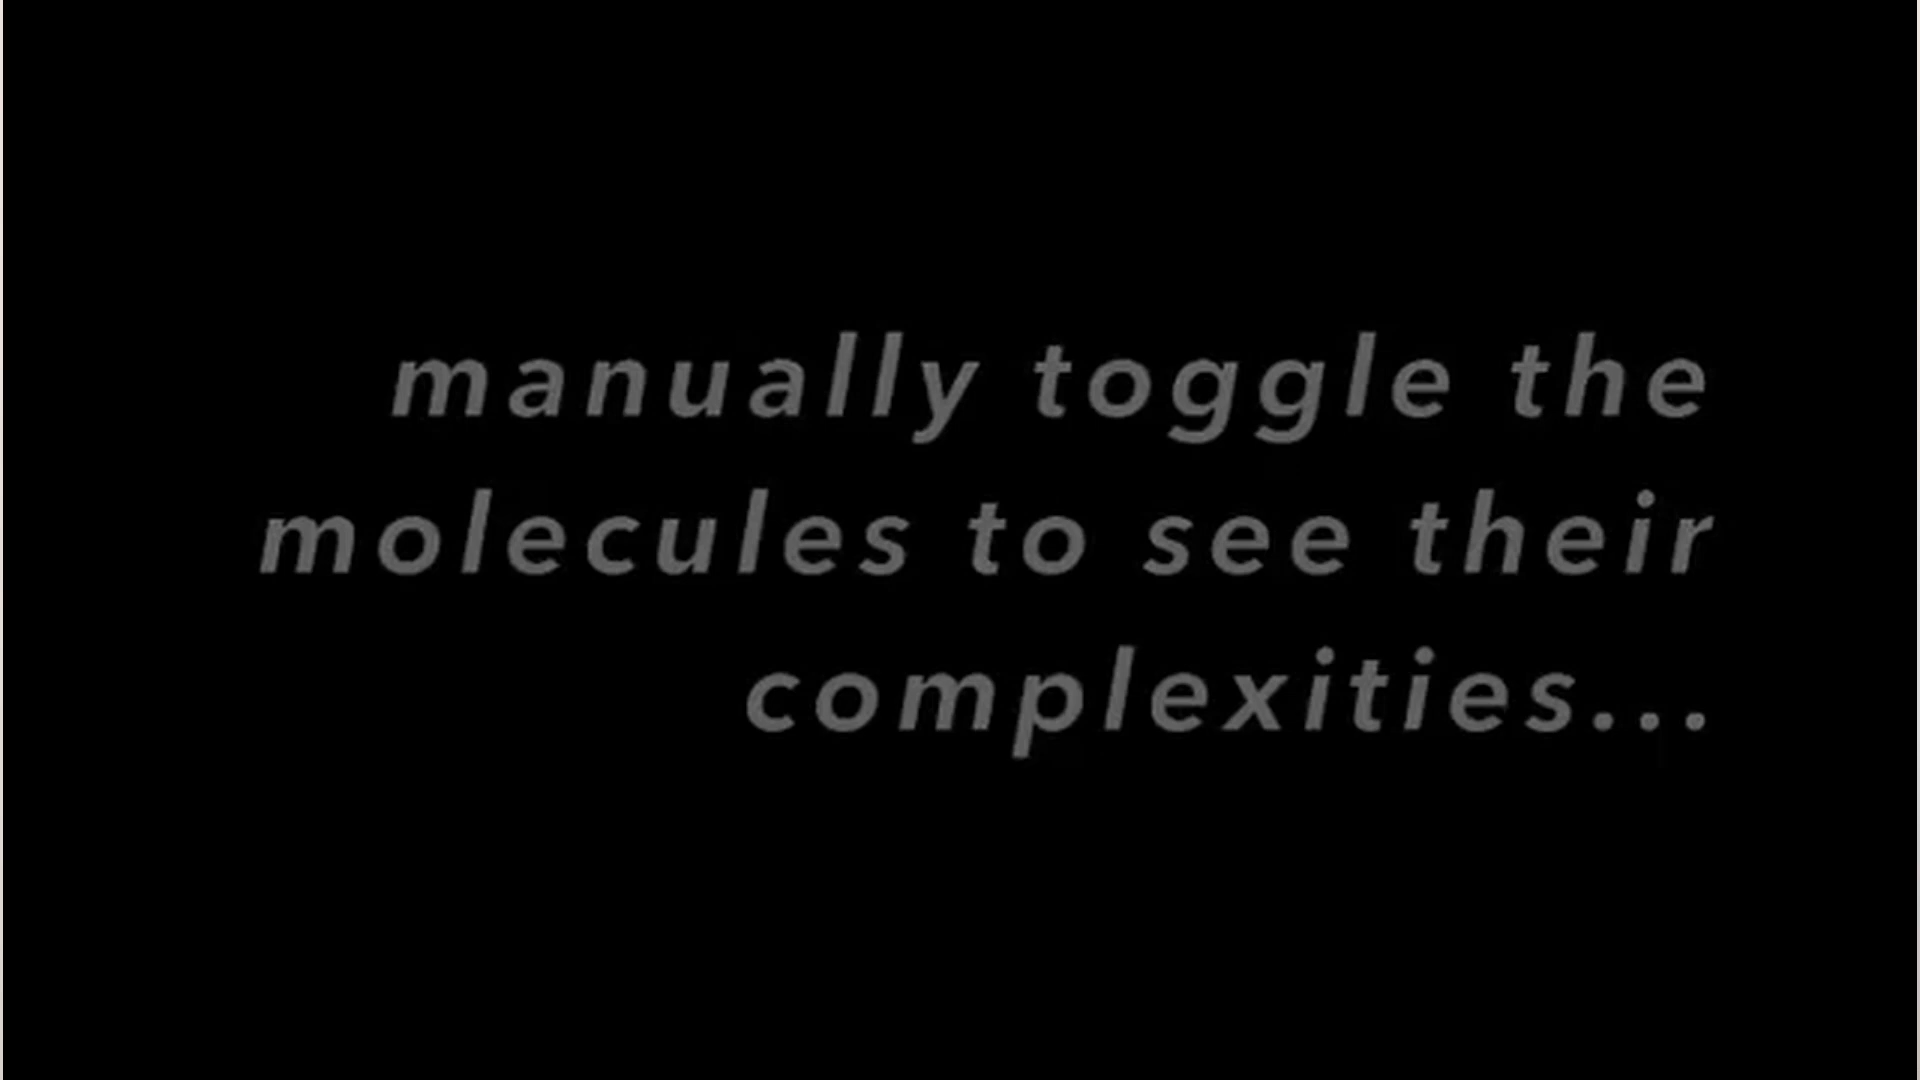 manually toggle the
molecules to see their
complexities...